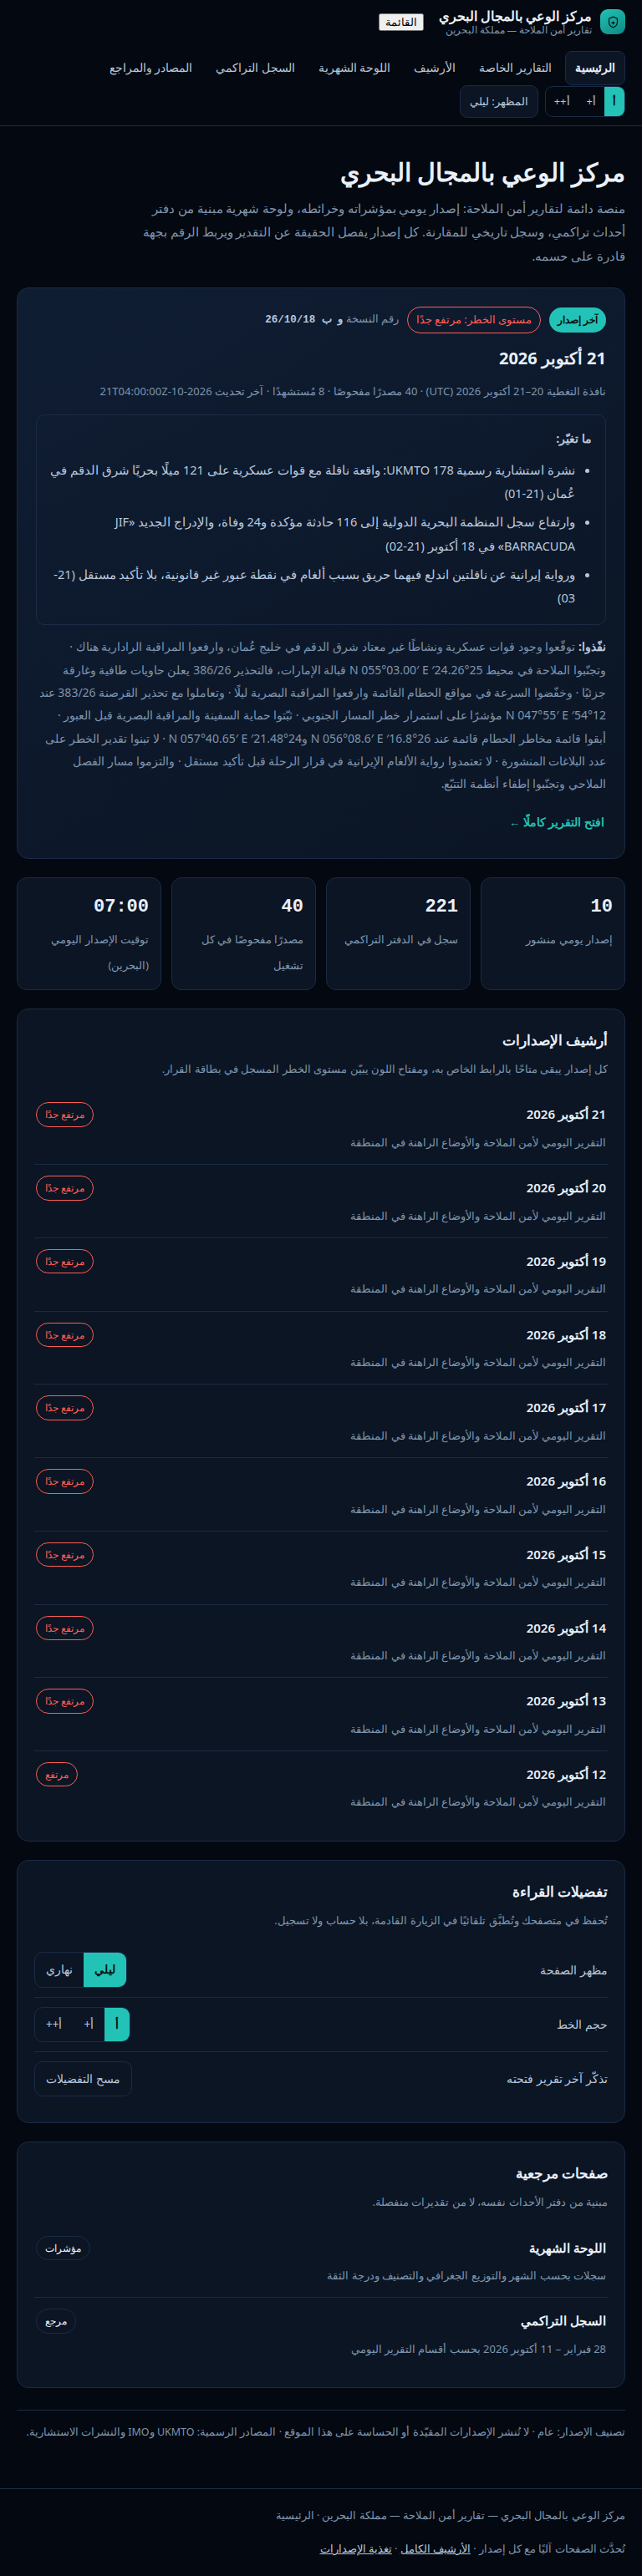 مركز الوعي بالمجال البحري
تقارير أمن الملاحة — مملكة البحرين
القائمة
الرئيسية
التقارير الخاصة
الأرشيف
اللوحة الشهرية
السجل التراكمي
المصادر والمراجع
أ
أ+
أ++
المظهر: ليلي
مركز الوعي بالمجال البحري
منصة دائمة لتقارير أمن الملاحة: إصدار يومي بمؤشراته وخرائطه، ولوحة شهرية مبنية من دفتر
أحداث تراكمي، وسجل تاريخي للمقارنة. كل إصدار يفصل الحقيقة عن التقدير ويربط الرقم بجهة
قادرة على حسمه.
آخر إصدار
مستوى الخطر: مرتفع جدًا
رقم النسخة و ب 26/10/18
21 أكتوبر 2026
نافذة التغطية 20–21 أكتوبر 2026 (UTC) · 40 مصدرًا مفحوصًا · 8 مُستشهدًا · آخر تحديث 2026-10-21T04:00:00Z
ما تغيّر:
نشرة استشارية رسمية UKMTO 178: واقعة ناقلة مع قوات عسكرية على 121 ميلًا بحريًا شرق الدقم في
عُمان (21-01)
وارتفاع سجل المنظمة البحرية الدولية إلى 116 حادثة مؤكدة و24 وفاة، والإدراج الجديد «JIF
BARRACUDA» في 18 أكتوبر (21-02)
ورواية إيرانية عن ناقلتين اندلع فيهما حريق بسبب ألغام في نقطة عبور غير قانونية، بلا تأكيد مستقل (21-
03)
نفّذوا: توقّعوا وجود قوات عسكرية ونشاطًا غير معتاد شرق الدقم في خليج عُمان، وارفعوا المراقبة الرادارية هناك ·
وتجنّبوا الملاحة في محيط 25°24.26′ N 055°03.00′ E قبالة الإمارات، فالتحذير 386/26 يعلن حاويات طافية وغارقة
جزئيًا · وخفّضوا السرعة في مواقع الحطام القائمة وارفعوا المراقبة البصرية ليلًا · وتعاملوا مع تحذير القرصنة 383/26 عند
12°54′ N 047°55′ E مؤشرًا على استمرار خطر المسار الجنوبي · ثبّتوا حماية السفينة والمراقبة البصرية قبل العبور ·
أبقوا قائمة مخاطر الحطام قائمة عند 26°16.8′ N 056°08.6′ E و24°21.48′ N 057°40.65′ E · لا تبنوا تقدير الخطر على
عدد البلاغات المنشورة · لا تعتمدوا رواية الألغام الإيرانية في قرار الرحلة قبل تأكيد مستقل · والتزموا مسار الفصل
الملاحي وتجنّبوا إطفاء أنظمة التتبّع.
افتح التقرير كاملًا ←
10
إصدار يومي منشور
221
سجل في الدفتر التراكمي
40
مصدرًا مفحوصًا في كل
تشغيل
07:00
توقيت الإصدار اليومي
(البحرين)
أرشيف الإصدارات
كل إصدار يبقى متاحًا بالرابط الخاص به، ومفتاح اللون يبيّن مستوى الخطر المسجل في بطاقة القرار.
21 أكتوبر 2026
مرتفع جدًا
التقرير اليومي لأمن الملاحة والأوضاع الراهنة في المنطقة
20 أكتوبر 2026
مرتفع جدًا
التقرير اليومي لأمن الملاحة والأوضاع الراهنة في المنطقة
19 أكتوبر 2026
مرتفع جدًا
التقرير اليومي لأمن الملاحة والأوضاع الراهنة في المنطقة
18 أكتوبر 2026
مرتفع جدًا
التقرير اليومي لأمن الملاحة والأوضاع الراهنة في المنطقة
17 أكتوبر 2026
مرتفع جدًا
التقرير اليومي لأمن الملاحة والأوضاع الراهنة في المنطقة
16 أكتوبر 2026
مرتفع جدًا
التقرير اليومي لأمن الملاحة والأوضاع الراهنة في المنطقة
15 أكتوبر 2026
مرتفع جدًا
التقرير اليومي لأمن الملاحة والأوضاع الراهنة في المنطقة
14 أكتوبر 2026
مرتفع جدًا
التقرير اليومي لأمن الملاحة والأوضاع الراهنة في المنطقة
13 أكتوبر 2026
مرتفع جدًا
التقرير اليومي لأمن الملاحة والأوضاع الراهنة في المنطقة
12 أكتوبر 2026
مرتفع
التقرير اليومي لأمن الملاحة والأوضاع الراهنة في المنطقة
تفضيلات القراءة
تُحفظ في متصفحك وتُطبَّق تلقائيًا في الزيارة القادمة، بلا حساب ولا تسجيل.
مظهر الصفحة
ليلي
نهاري
حجم الخط
أ
أ+
أ++
تذكّر آخر تقرير فتحته
مسح التفضيلات
صفحات مرجعية
مبنية من دفتر الأحداث نفسه، لا من تقديرات منفصلة.
اللوحة الشهرية
مؤشرات
سجلات بحسب الشهر والتوزيع الجغرافي والتصنيف ودرجة الثقة
السجل التراكمي
مرجع
28 فبراير – 11 أكتوبر 2026 بحسب أقسام التقرير اليومي
تصنيف الإصدار: عام · لا تُنشر الإصدارات المقيّدة أو الحساسة على هذا الموقع · المصادر الرسمية: UKMTO وIMO والنشرات الاستشارية.
مركز الوعي بالمجال البحري — تقارير أمن الملاحة — مملكة البحرين · الرئيسية
تُحدَّث الصفحات آليًا مع كل إصدار · الأرشيف الكامل · تغذية الإصدارات